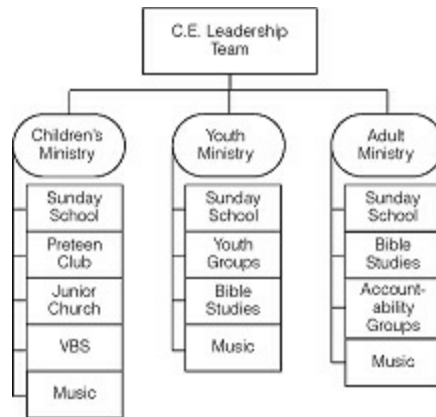 C.E. Leadership
Team
Children's
Ministry
Sunday
School
Preteen
Club
Junior
Church
VBS
Music
Youth
Ministry
Sunday
School
Youth
Groups
Bible
Studies
Music
Adult
Ministry
Sunday
School
Bible
Studies
Account-
ability
Groups
Music